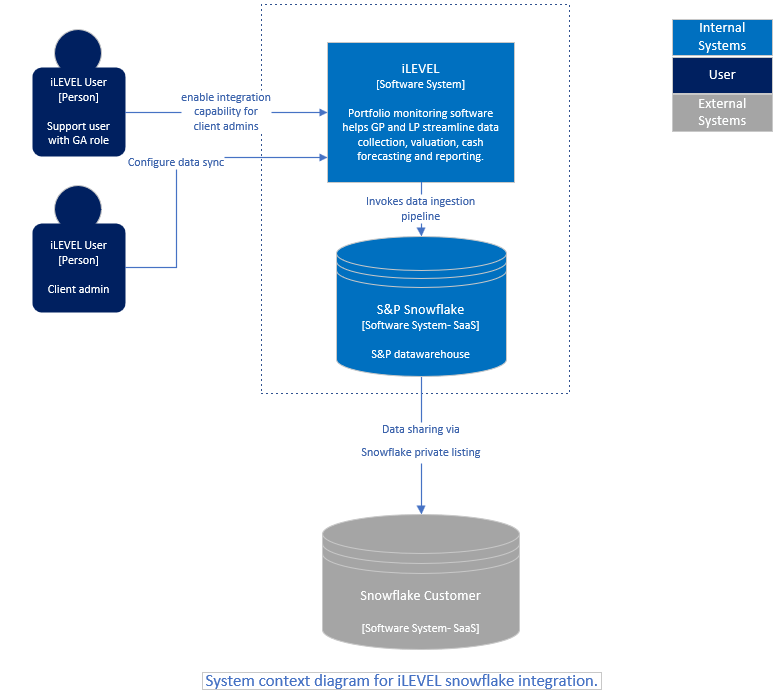 Internal
Systems
User
External
Systems
iLEVEL User
[Person]
Support user
with GA role
enable integration
capability for
client admins
Configure data sync
iLEVEL
[Software System]
Portfolio monitoring software
helps GP and LP streamline data
collection, valuation, cash
forecasting and reporting.
iLEVEL User
[Person]
Client admin
Invokes data ingestion
pipeline
S&P Snowflake
[Software System- SaaS]
S&P datawarehouse
Data sharing via
Snowflake private listing
Snowflake Customer
[Software System- SaaS]
System context diagram for iLEVEL snowflake integration.